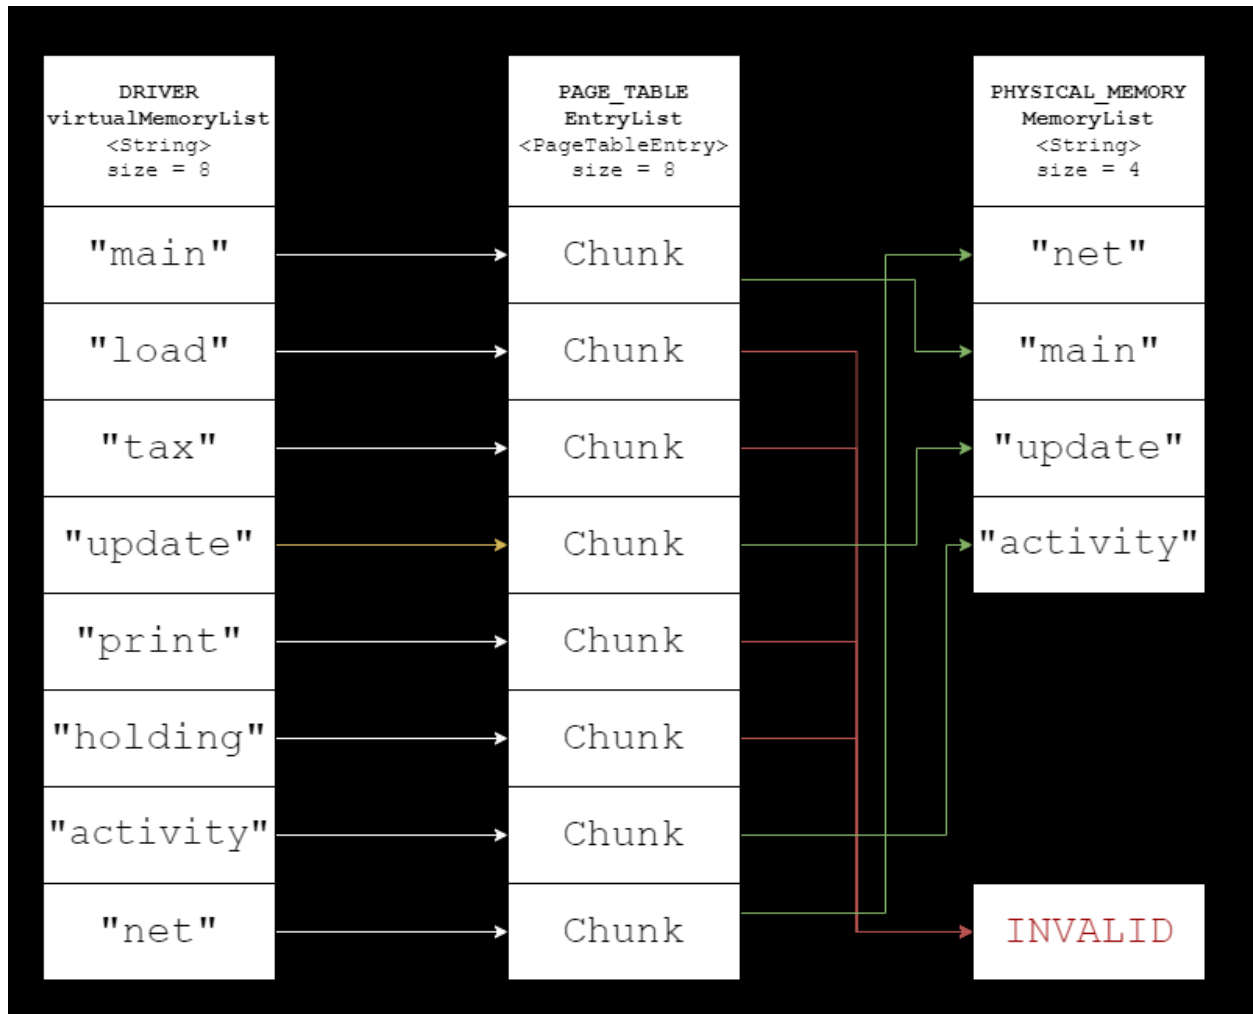 DRIVER
virtualMemoryList
<String>
size = 8
"main"
"load"
"tax"
"update"
"print"
"holding"
"activity"
"net"
PAGE_TABLE
EntryList
<PageTableEntry>
size = 8
Chunk
Chunk
Chunk
Chunk
Chunk
Chunk
Chunk
Chunk
PHYSICAL_MEMORY
MemoryList
<String>
size = 4
"net"
"main"
"update"
"activity"
INVALID